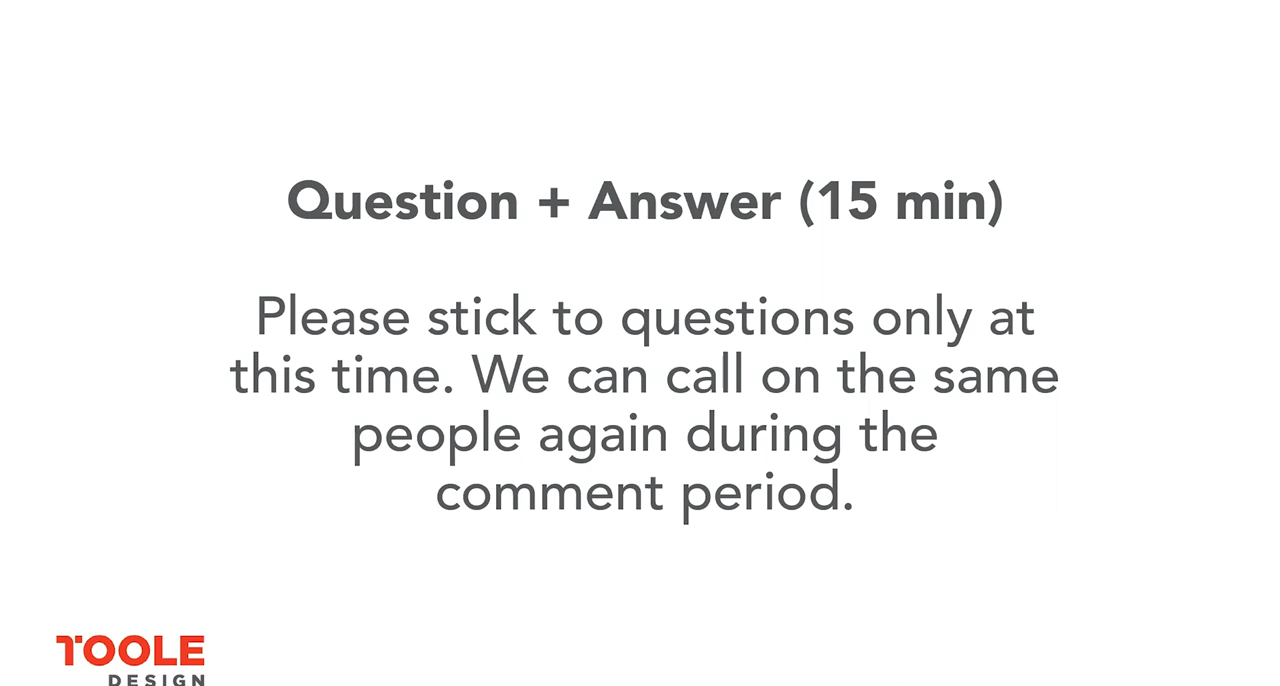 Question + Answer (15 min)
Please stick to questions only at
this time. We can call on the same
people again during the
comment period.
TOOLE
DESIGN